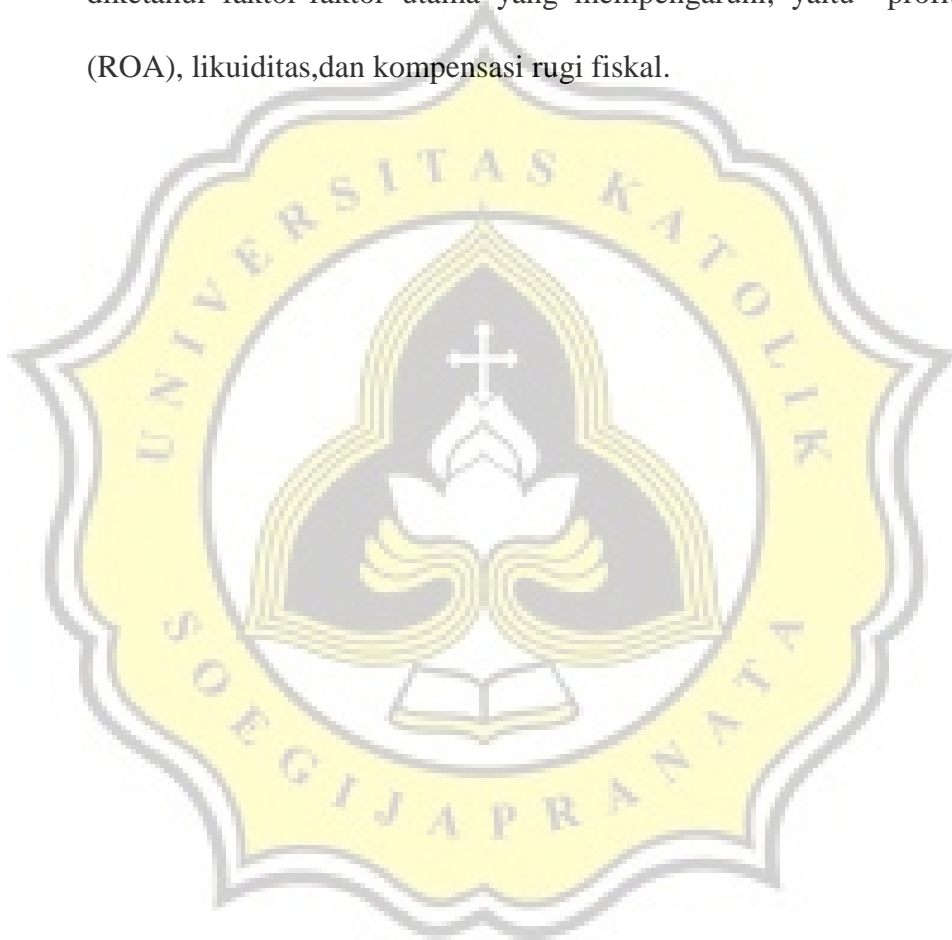 diketahui faktor-faktor utama yang mempengaruhi, yaitu
(ROA), likuiditas,dan kompensasi rugi fiskal.
UNIVERSITAS KATOLIK
SOEGIJAPRANATA